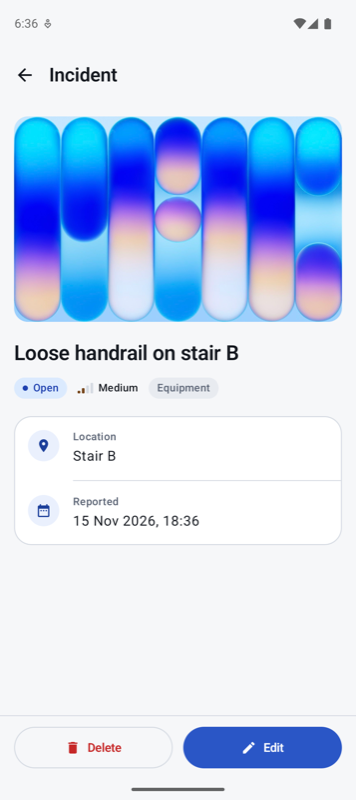 6:36
Incident
Loose handrail on stair B
Open
Medium
Equipment
Location
Stair B
Reported
15 Nov 2026, 18:36
Delete
Edit